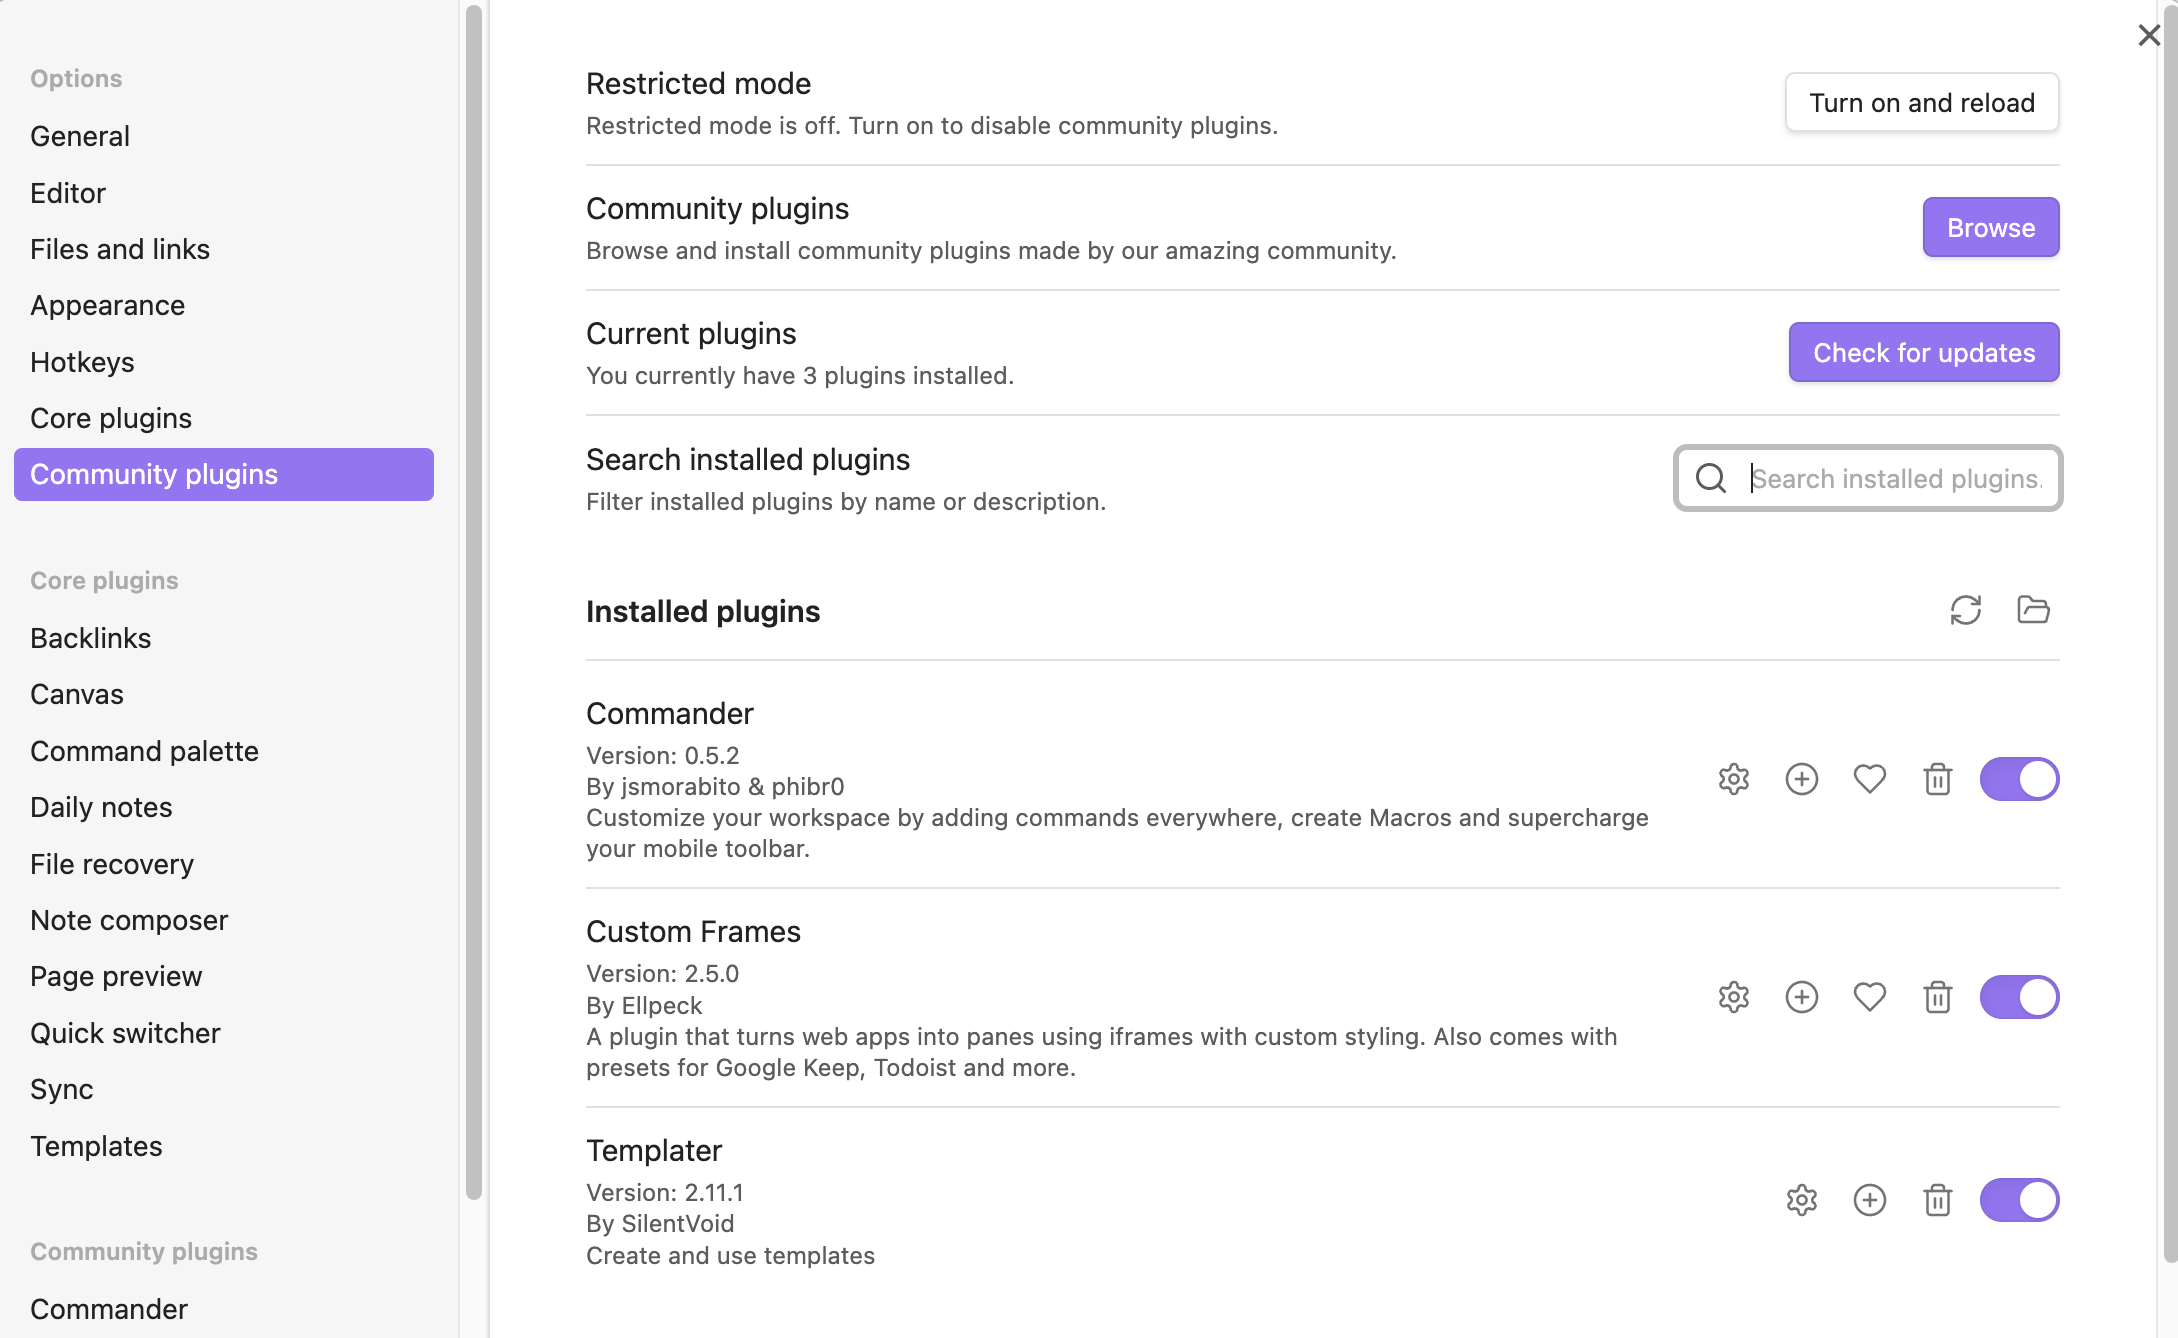 Options
General
Editor
Files and links
Appearance
Hotkeys
Core plugins
Community plugins
Core plugins
Backlinks
Canvas
Command palette
Daily notes
File recovery
Note composer
Page preview
Quick switcher
Sync
Templates
Community plugins
Commander
Restricted mode
Restricted mode is off. Turn on to disable community plugins.
Turn on and reload
Community plugins
Browse and install community plugins made by our amazing community.
Browse
Current plugins
You currently have 3 plugins installed.
Check for updates
Search installed plugins
Filter installed plugins by name or description.
Search installed plugins.
Installed plugins
Commander
Version: 0.5.2
By jsmorabito & phibr0
Customize your workspace by adding commands everywhere, create Macros and supercharge
your mobile toolbar.
Custom Frames
Version: 2.5.0
By Ellpeck
A plugin that turns web apps into panes using iframes with custom styling. Also comes with
presets for Google Keep, Todoist and more.
Templater
Version: 2.11.1
By SilentVoid
Create and use templates